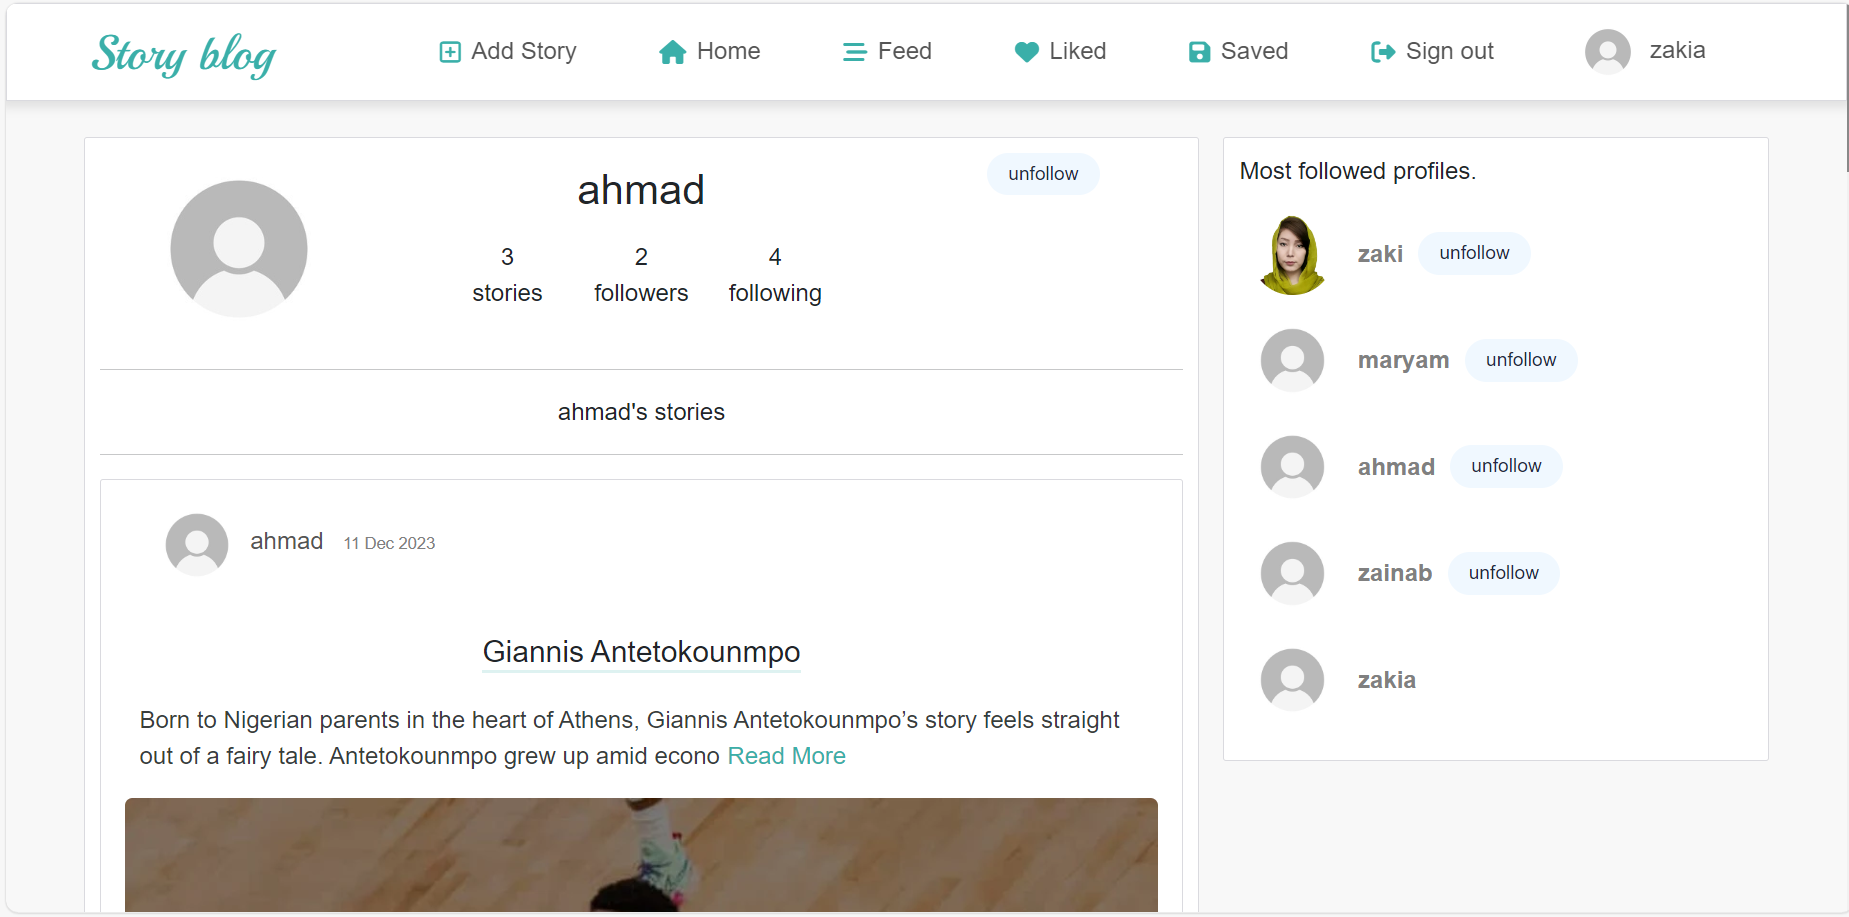 Story blog
Add Story
Home
Feed
Liked
Saved
Sign out
zakia
ahmad
unfollow
3 stories
2 followers
4 following
ahmad's stories
ahmad 11 Dec 2023
Giannis Antetokounmpo
Born to Nigerian parents in the heart of Athens, Giannis Antetokounmpo’s story feels straight
out of a fairy tale. Antetokounmpo grew up amid econo Read More
Most followed profiles.
zaki unfollow
maryam unfollow
ahmad unfollow
zainab unfollow
zakia